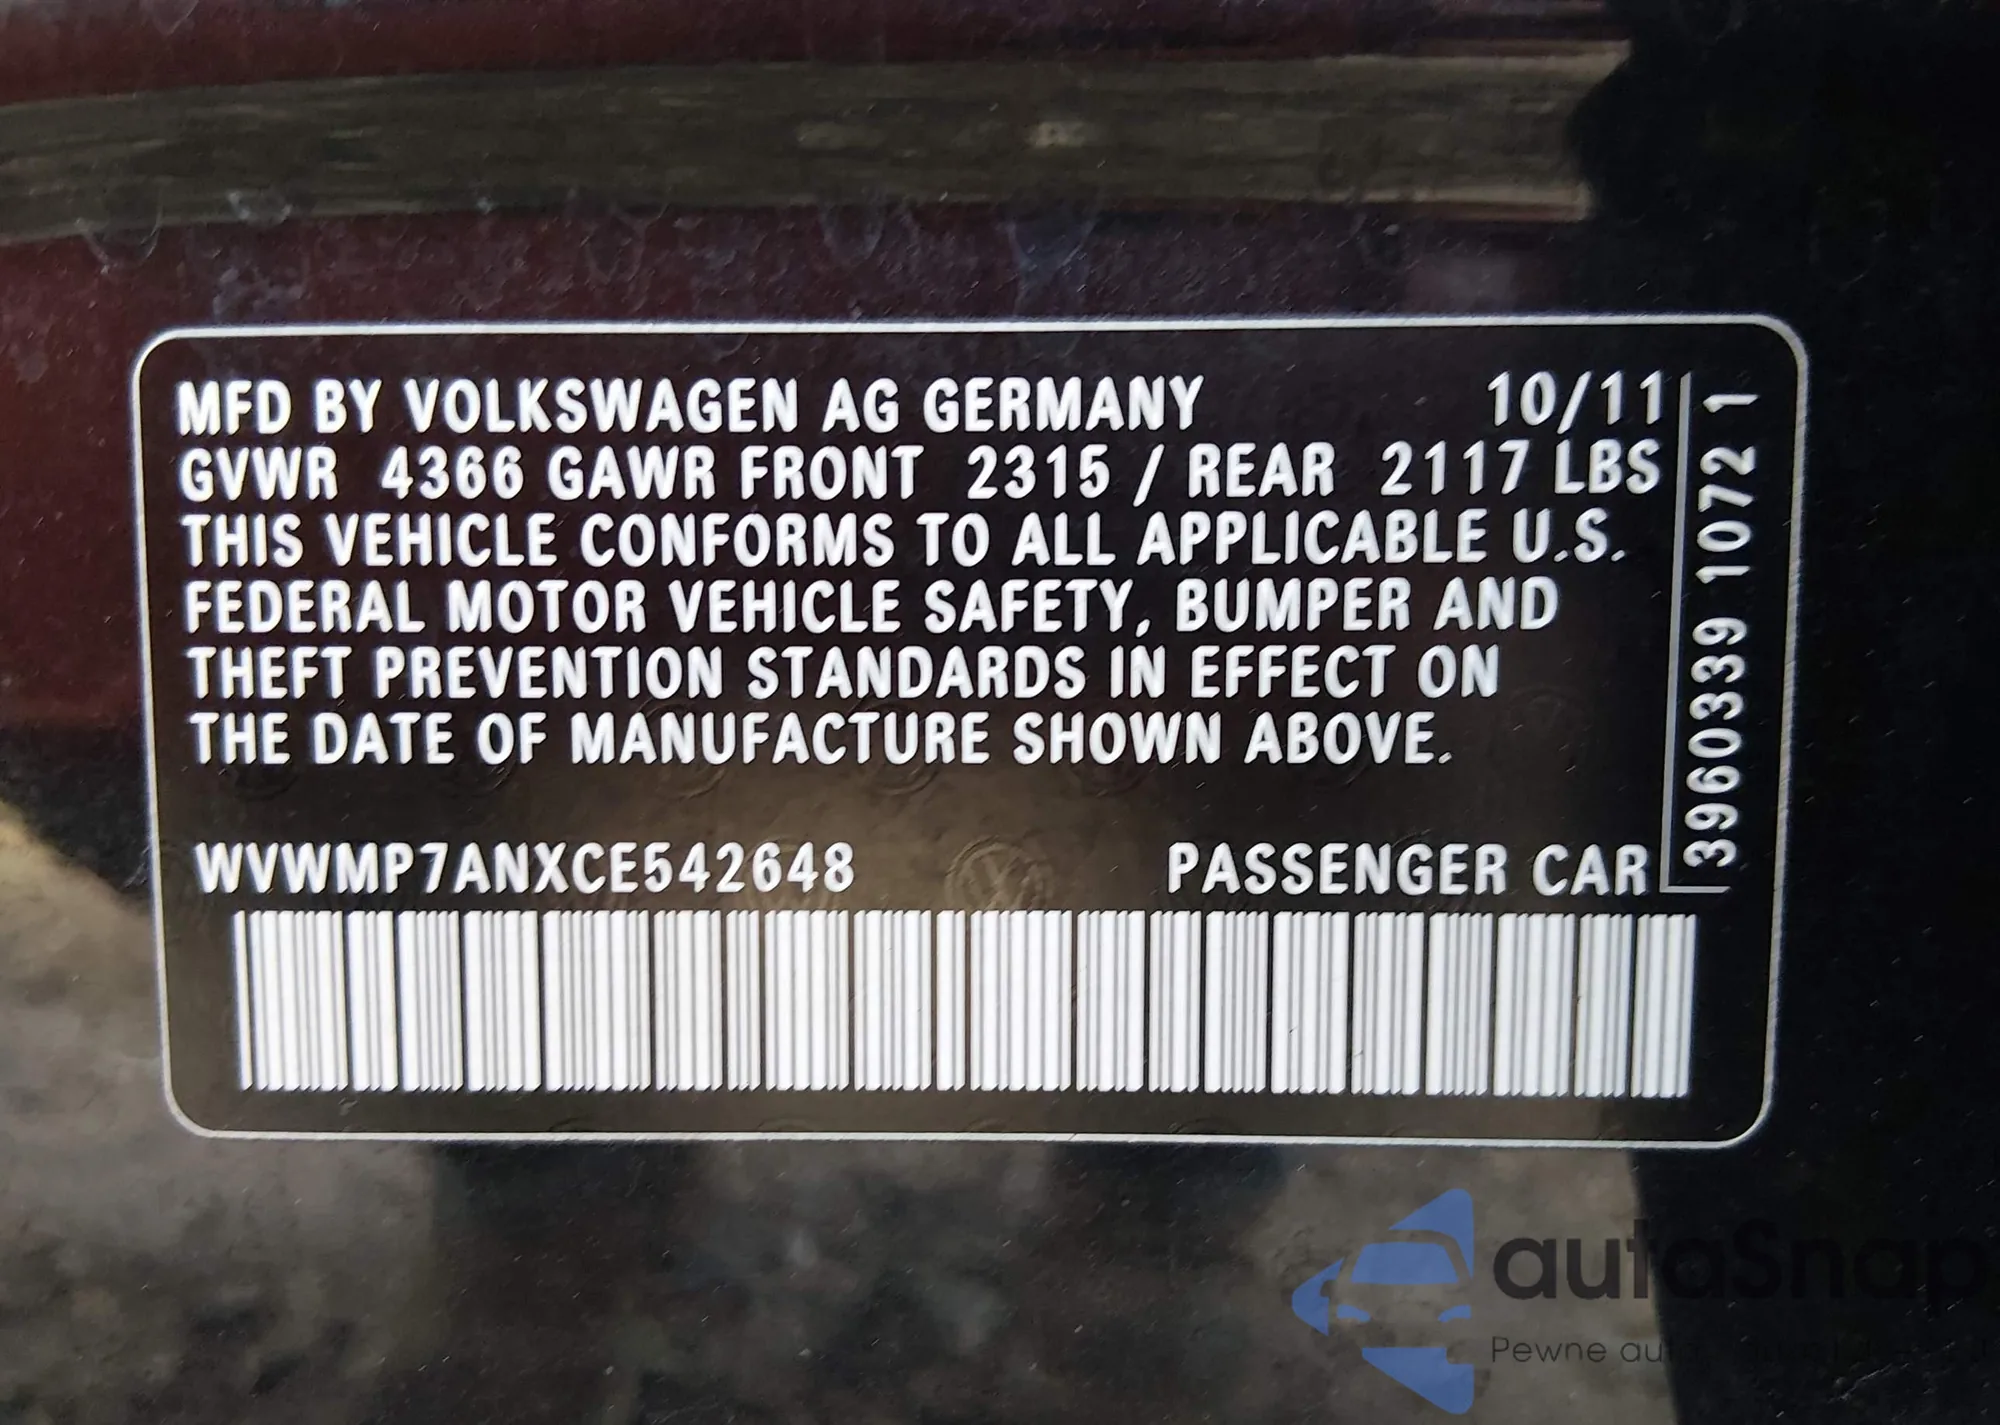 MFD BY VOLKSWAGEN AG GERMANY 10/11
GVWR 4366 GAWR FRONT 2315 / REAR 2117 LBS
THIS VEHICLE CONFORMS TO ALL APPLICABLE U.S.
FEDERAL MOTOR VEHICLE SAFETY, BUMPER AND
THEFT PREVENTION STANDARDS IN EFFECT ON
THE DATE OF MANUFACTURE SHOWN ABOVE.
WVWMP7ANXCE542648 PASSENGER CAR
3960339 1072 1
autoSnap
Pewne